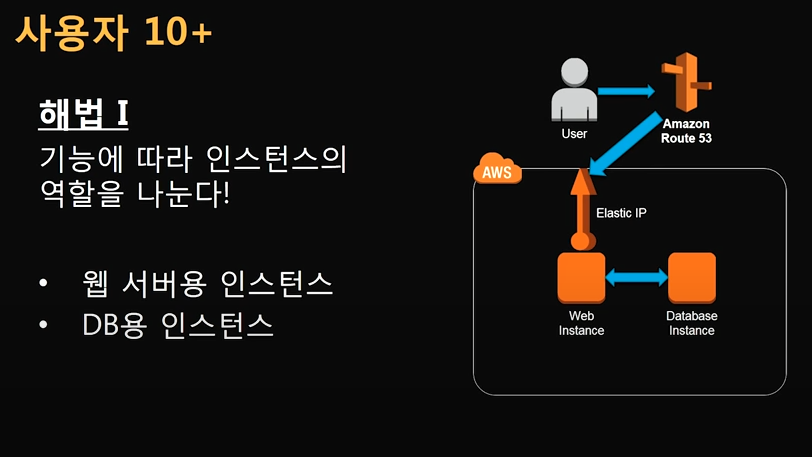 사용자 10+
해법 I
기능에 따라 인스턴스의
역할을 나눈다!
• 웹 서버용 인스턴스
• DB용 인스턴스
User
Amazon
Route 53
AWS
Elastic IP
Web
Instance
Database
Instance